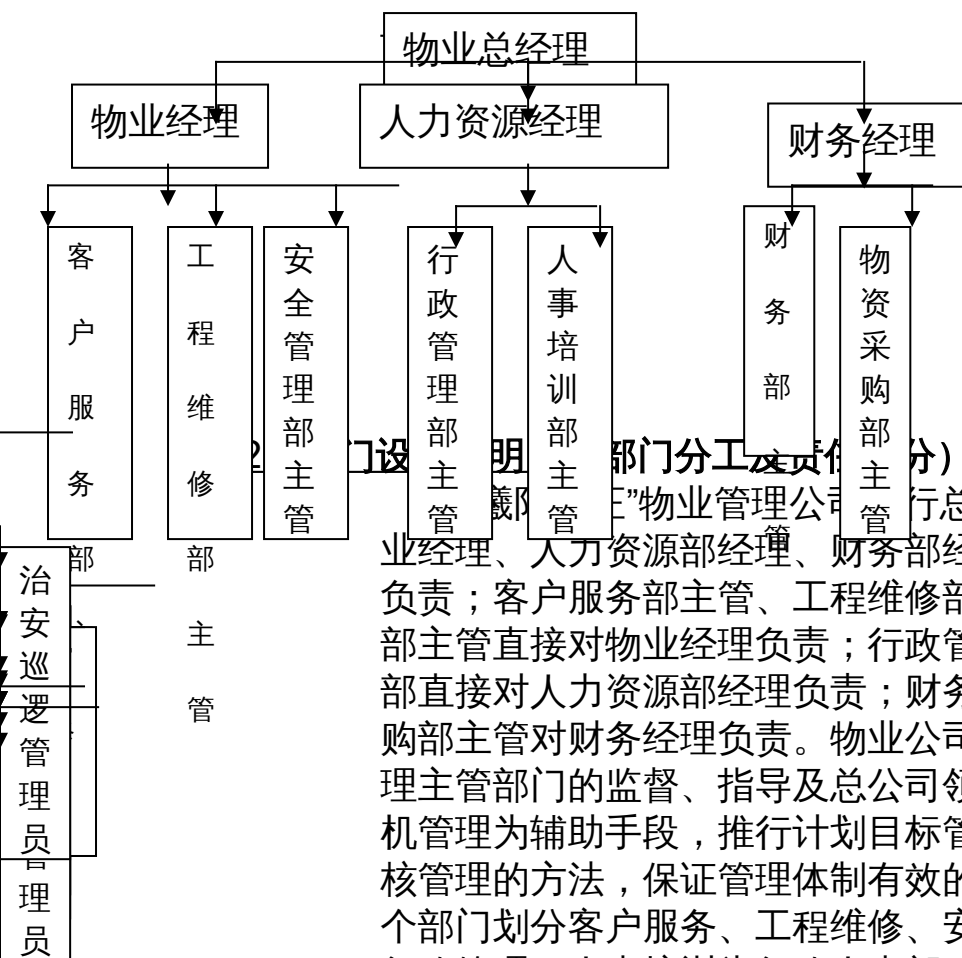 物业总经理
物业经理
人力资源经理
财务经理
客户服务部
工程维修部主管
安全管理部主管
行政管理部主管
人事培训部主管
财务部主管
物资采购部主管
2
门设
明
部门分工及责任
分）
”物业管理公司
行总
业经理、人力资源部经理、财务部经
负责；客户服务部主管、工程维修部
部主管直接对物业经理负责；行政管
部直接对人力资源部经理负责；财务
购部主管对财务经理负责。物业公司
理主管部门的监督、指导及总公司领
机管理为辅助手段，推行计划目标管
核管理的方法，保证管理体制有效的
个部门划分客户服务、工程维修、安
治安巡逻管理员
管理员